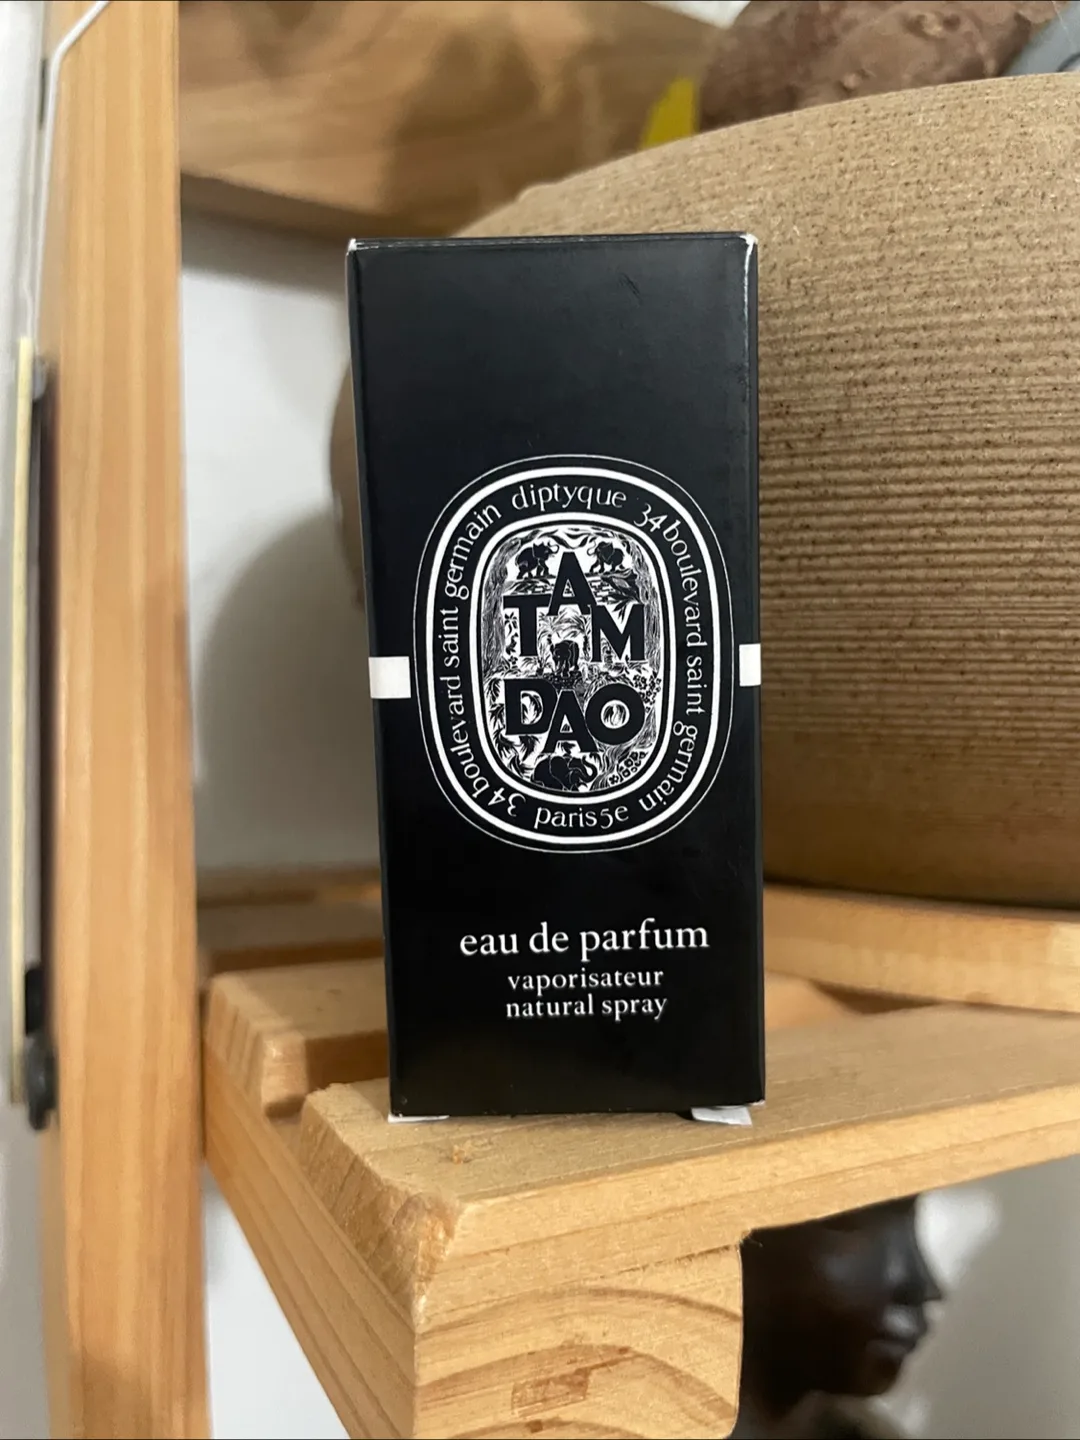 diptyque 34 boulevard saint germain paris5e 34 boulevard saint germain
TAM
DAO
eau de parfum
vaporisateur
natural spray